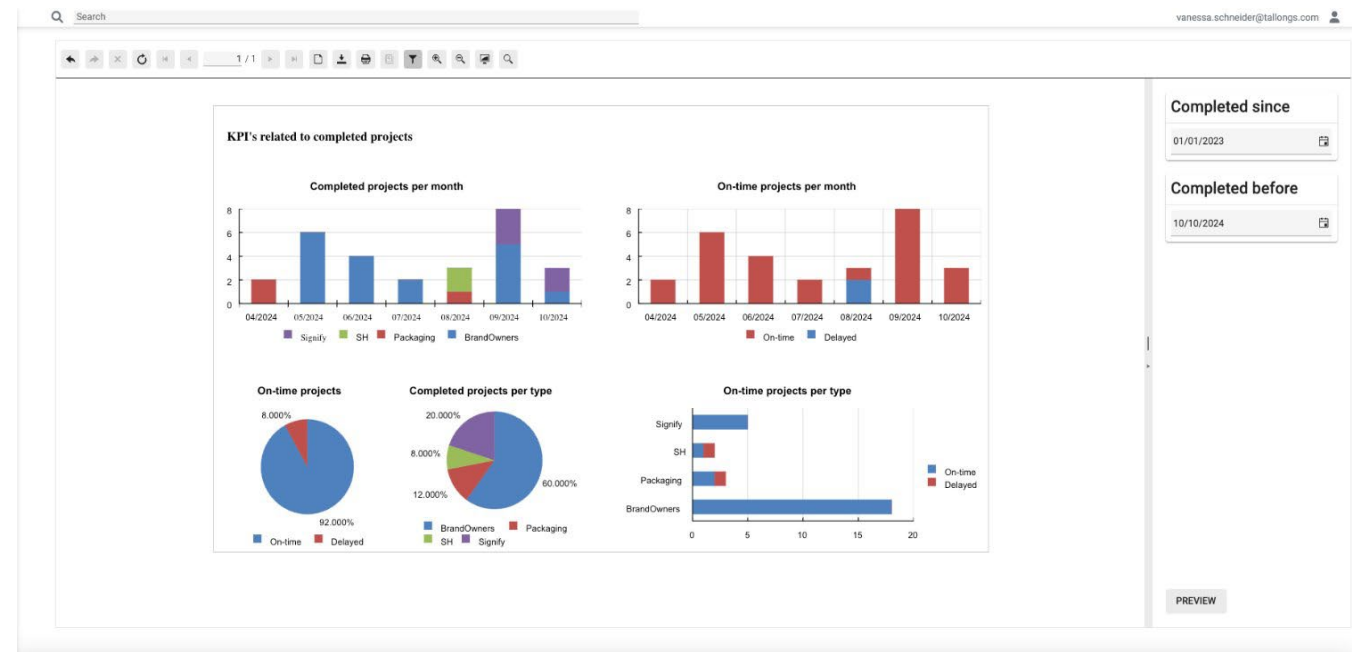 Search
vanessa.schneider@tallongs.com
1 / 1
KPI's related to completed projects
Completed projects per month
8
6
4
2
0
04/2024 05/2024 06/2024 07/2024 08/2024 09/2024 10/2024
Signify SH Packaging BrandOwners
On-time projects per month
8
6
4
2
0
04/2024 05/2024 06/2024 07/2024 08/2024 09/2024 10/2024
On-time Delayed
On-time projects
8.000%
92.000%
On-time Delayed
Completed projects per type
20.000%
8.000%
12.000%
60.000%
BrandOwners Packaging
SH Signify
On-time projects per type
Signify
SH
Packaging
BrandOwners
0 5 10 15 20
On-time
Delayed
Completed since
01/01/2023
Completed before
10/10/2024
PREVIEW